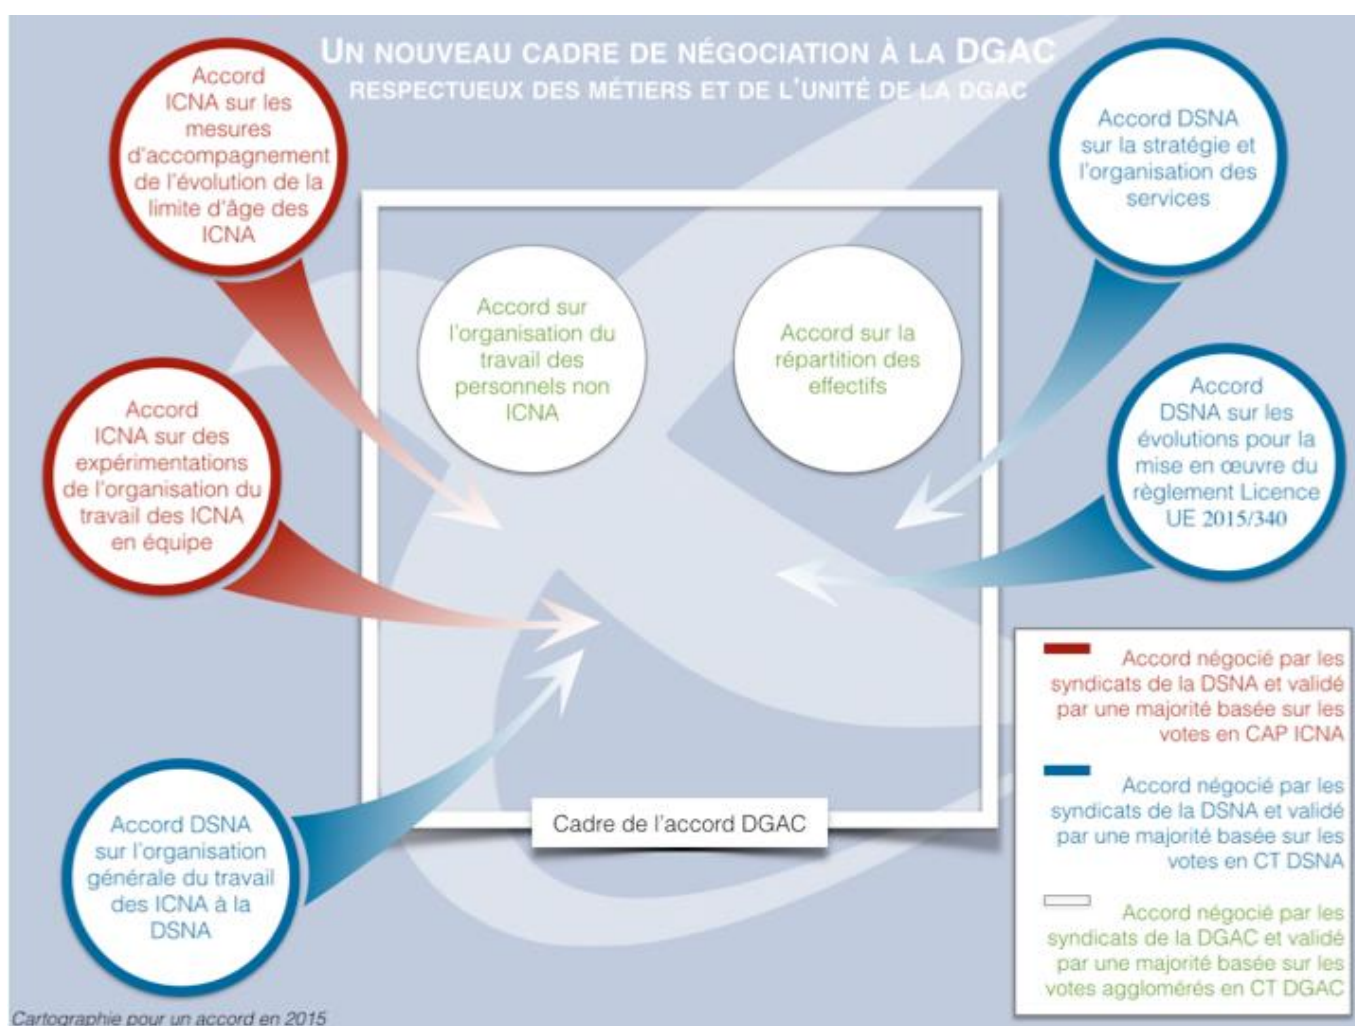 UN NOUVEAU CADRE DE NÉGOCIATION À LA DGAC
RESPECTUEUX DES MÉTIERS ET DE L'UNITÉ DE LA DGAC
Accord
ICNA sur les
mesures
d'accompagnement
de l'évolution de la
limite d'âge des
ICNA
Accord DSNA
sur la stratégie et
l'organisation des
services
Accord sur
l'organisation du
travail des
personnels non
ICNA
Accord sur la
répartition des
effectifs
Accord
ICNA sur des
expérimentations
de l'organisation du
travail des ICNA
en équipe
Accord
DSNA sur les
évolutions pour la
mise en œuvre du
règlement Licence
UE 2015/340
Accord DSNA
sur l'organisation
générale du travail
des ICNA à la
DSNA
Cadre de l'accord DGAC
Accord négocié par les
syndicats de la DSNA et validé
par une majorité basée sur les
votes en CAP ICNA
Accord négocié par les
syndicats de la DSNA et validé
par une majorité basée sur les
votes en CT DSNA
Accord négocié par les
syndicats de la DGAC et validé
par une majorité basée sur les
votes agglomérés en CT DGAC
Cartographie pour un accord en 2015